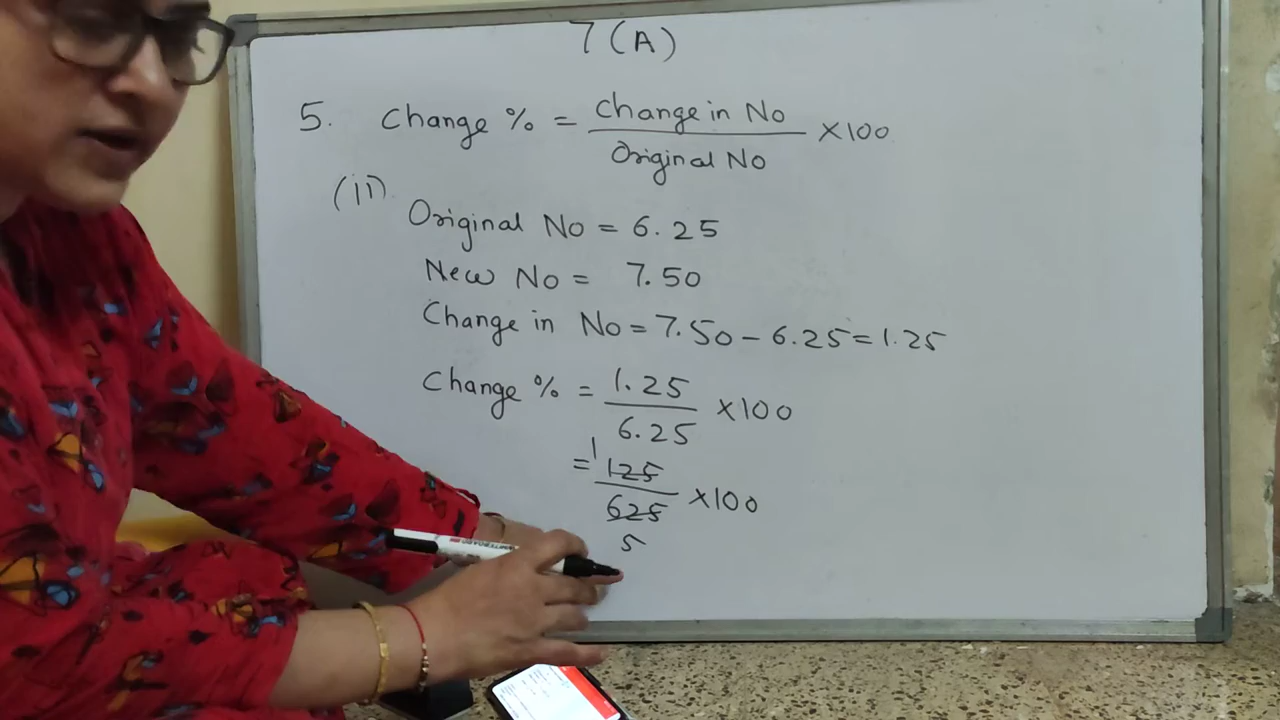 7 (A)
5. Change % = Change in No / Original No ×100
(ii) Original No = 6.25
New No = 7.50
Change in No = 7.50 - 6.25 = 1.25
Change % = 1.25 / 6.25 ×100
= 1 125 / 625 5 ×100